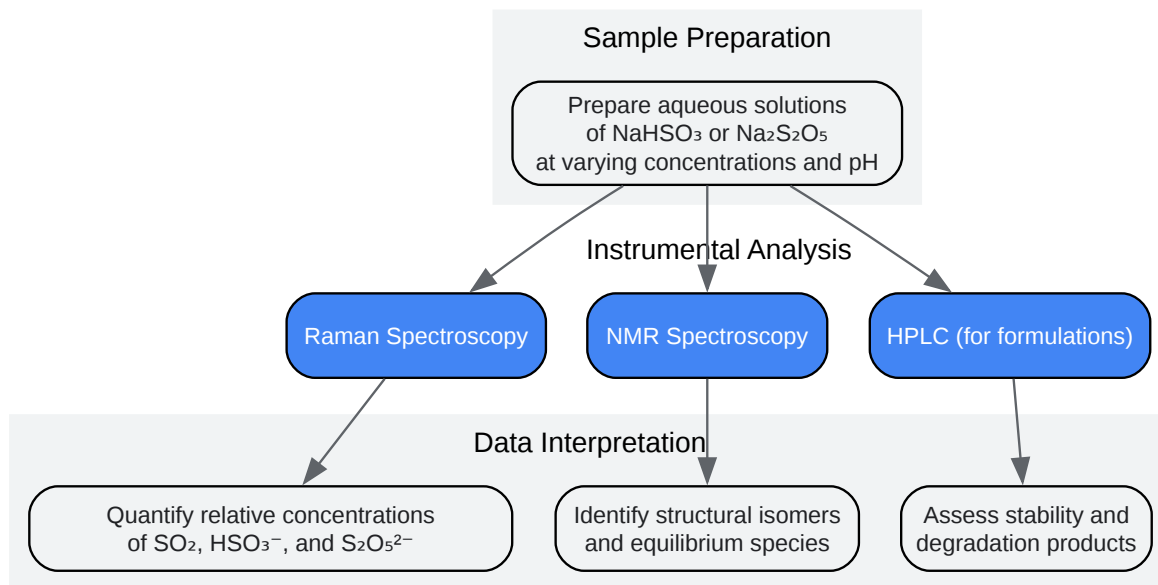 Sample Preparation
Prepare aqueous solutions
of NaHSO₃ or Na₂S₂O₅
at varying concentrations and pH
Instrumental Analysis
Raman Spectroscopy
NMR Spectroscopy
HPLC (for formulations)
Data Interpretation
Quantify relative concentrations
of SO₂, HSO₃⁻, and S₂O₅²⁻
Identify structural isomers
and equilibrium species
Assess stability and
degradation products